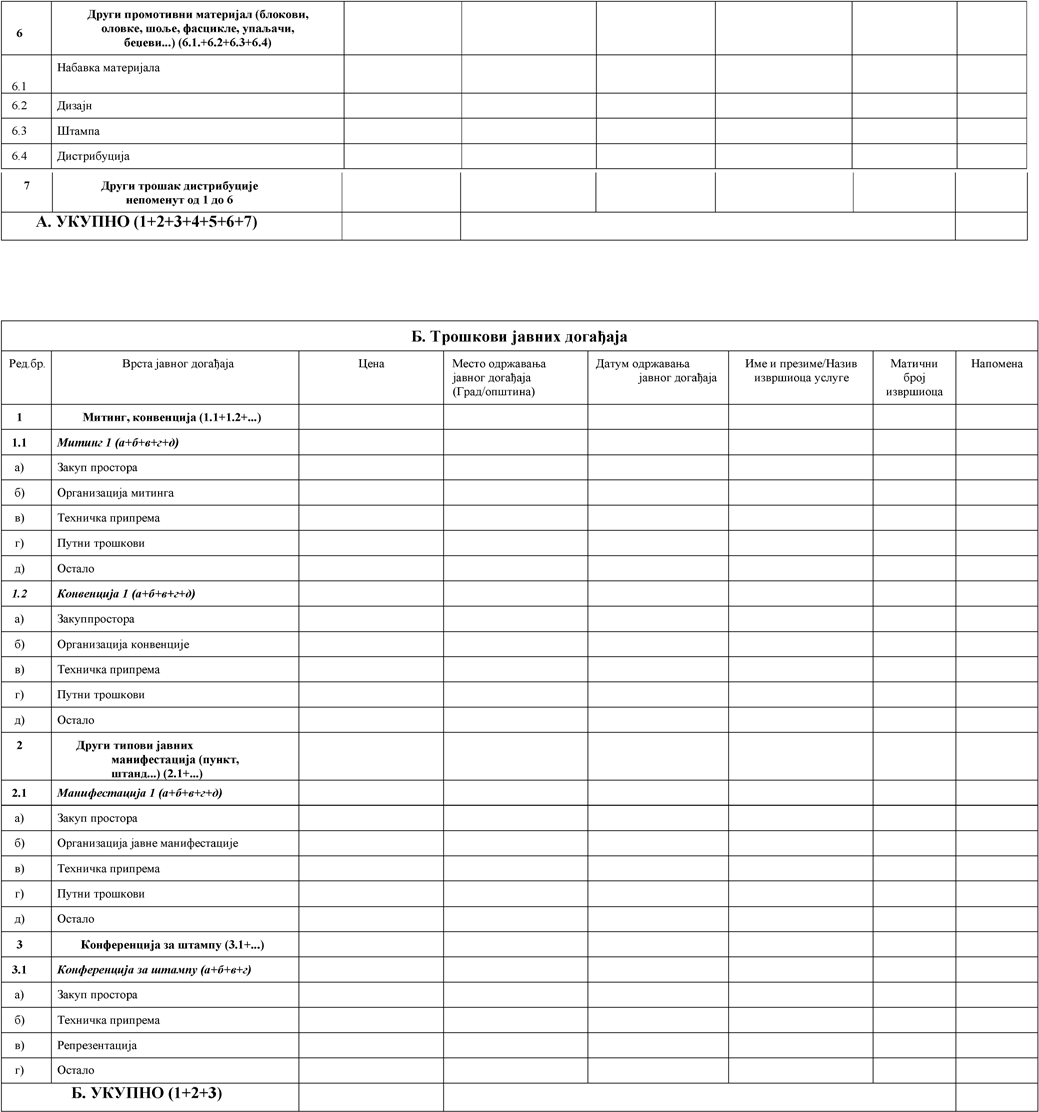 6
Други промотивни материјал (блокови,
оловке, шоље, фасцикле, упаљачи,
беџеви...) (6.1.+6.2+6.3+6.4)
6.1
Набавка материјала
6.2 Дизајн
6.3 Штампа
6.4 Дистрибуција
7 Други трошак дистрибуције
непоменут од 1 до 6
А. УКУПНО (1+2+3+4+5+6+7)
Б. Трошкови јавних догађаја
Ред.бр. Врста јавног догађаја Цена Место одржавања
јавног догађаја
(Град/општина) Датум одржавања
јавног догађаја Име и презиме/Назив
извршиоца услуге Матични
број
извршиоца Напомена
1 Митинг, конвенција (1.1+1.2+...)
1.1 Митинг 1 (а+б+в+г+д)
а) Закуп простора
б) Организација митинга
в) Техничка припрема
г) Путни трошкови
д) Остало
1.2 Конвенција 1 (а+б+в+г+д)
а) Закуппростора
б) Организација конвенције
в) Техничка припрема
г) Путни трошкови
д) Остало
2 Други типови јавних
манифестација (пункт,
штанд...) (2.1+...)
2.1 Манифестација 1 (а+б+в+г+д)
а) Закуп простора
б) Организација јавне манифестације
в) Техничка припрема
г) Путни трошкови
д) Остало
3 Конференција за штампу (3.1+...)
3.1 Конференција за штампу (а+б+в+г)
а) Закуп простора
б) Техничка припрема
в) Репрезентација
г) Остало
Б. УКУПНО (1+2+3)